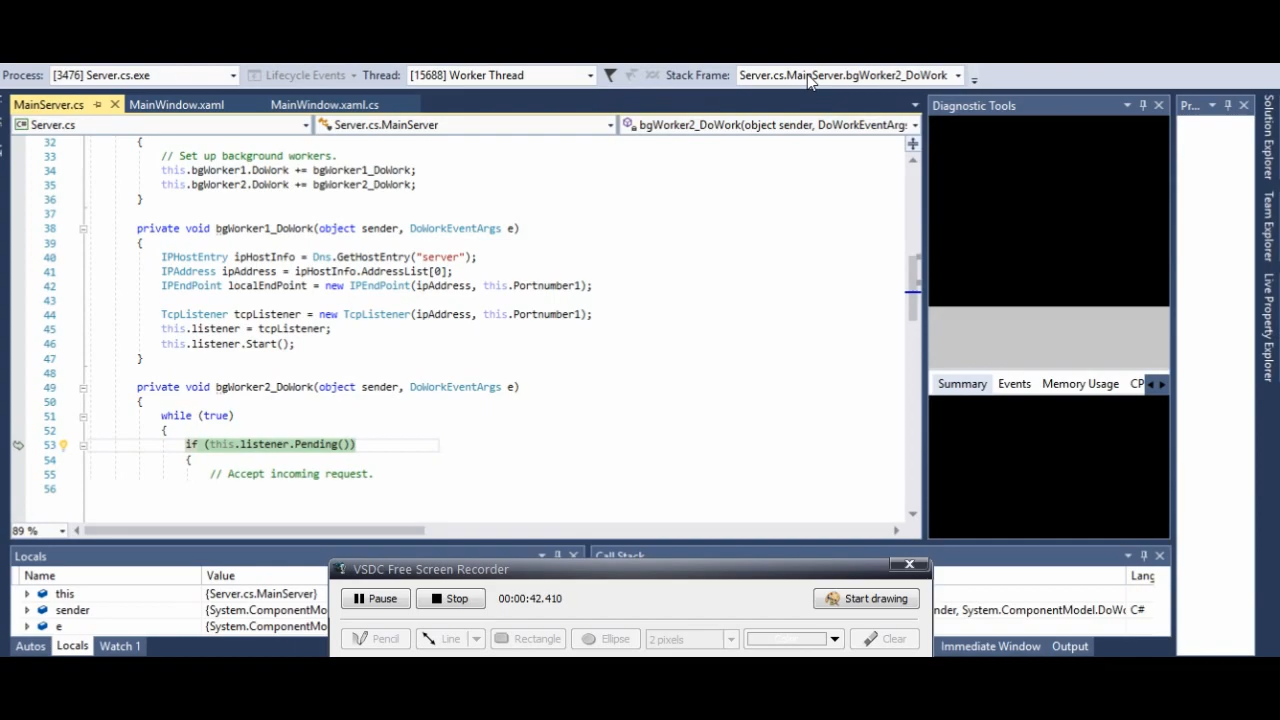 Process: [3476] Server.cs.exe Lifecycle Events Thread: [15688] Worker Thread Stack Frame: Server.cs.MainServer.bgWorker2_DoWork
MainServer.cs MainWindow.xaml MainWindow.xaml.cs
Server.cs Server.cs.MainServer bgWorker2_DoWork(object sender, DoWorkEventArgs
32 {
33 // Set up background workers.
34 this.bgWorker1.DoWork += bgWorker1_DoWork;
35 this.bgWorker2.DoWork += bgWorker2_DoWork;
36 }
37
38 private void bgWorker1_DoWork(object sender, DoWorkEventArgs e)
39 {
40 IPHostEntry ipHostInfo = Dns.GetHostEntry("server");
41 IPAddress ipAddress = ipHostInfo.AddressList[0];
42 IPEndPoint localEndPoint = new IPEndPoint(ipAddress, this.Portnumber1);
43
44 TcpListener tcpListener = new TcpListener(ipAddress, this.Portnumber1);
45 this.listener = tcpListener;
46 this.listener.Start();
47 }
48
49 private void bgWorker2_DoWork(object sender, DoWorkEventArgs e)
50 {
51 while (true)
52 {
53 if (this.listener.Pending())
54 {
55 // Accept incoming request.
56
89 %
Diagnostic Tools
Summary Events Memory Usage CP
Pr...
Solution Explorer
Team Explorer
Live Property Explorer
Locals
Name Value
this {Server.cs.MainServer}
sender {System.ComponentMo
e {System.ComponentMo
Autos Locals Watch 1
Call Stack
Lang
nder, System.ComponentModel.DoWo C#
Immediate Window Output
VSDC Free Screen Recorder
Pause Stop 00:00:42.410 Start drawing
Pencil Line Rectangle Ellipse 2 pixels Clear